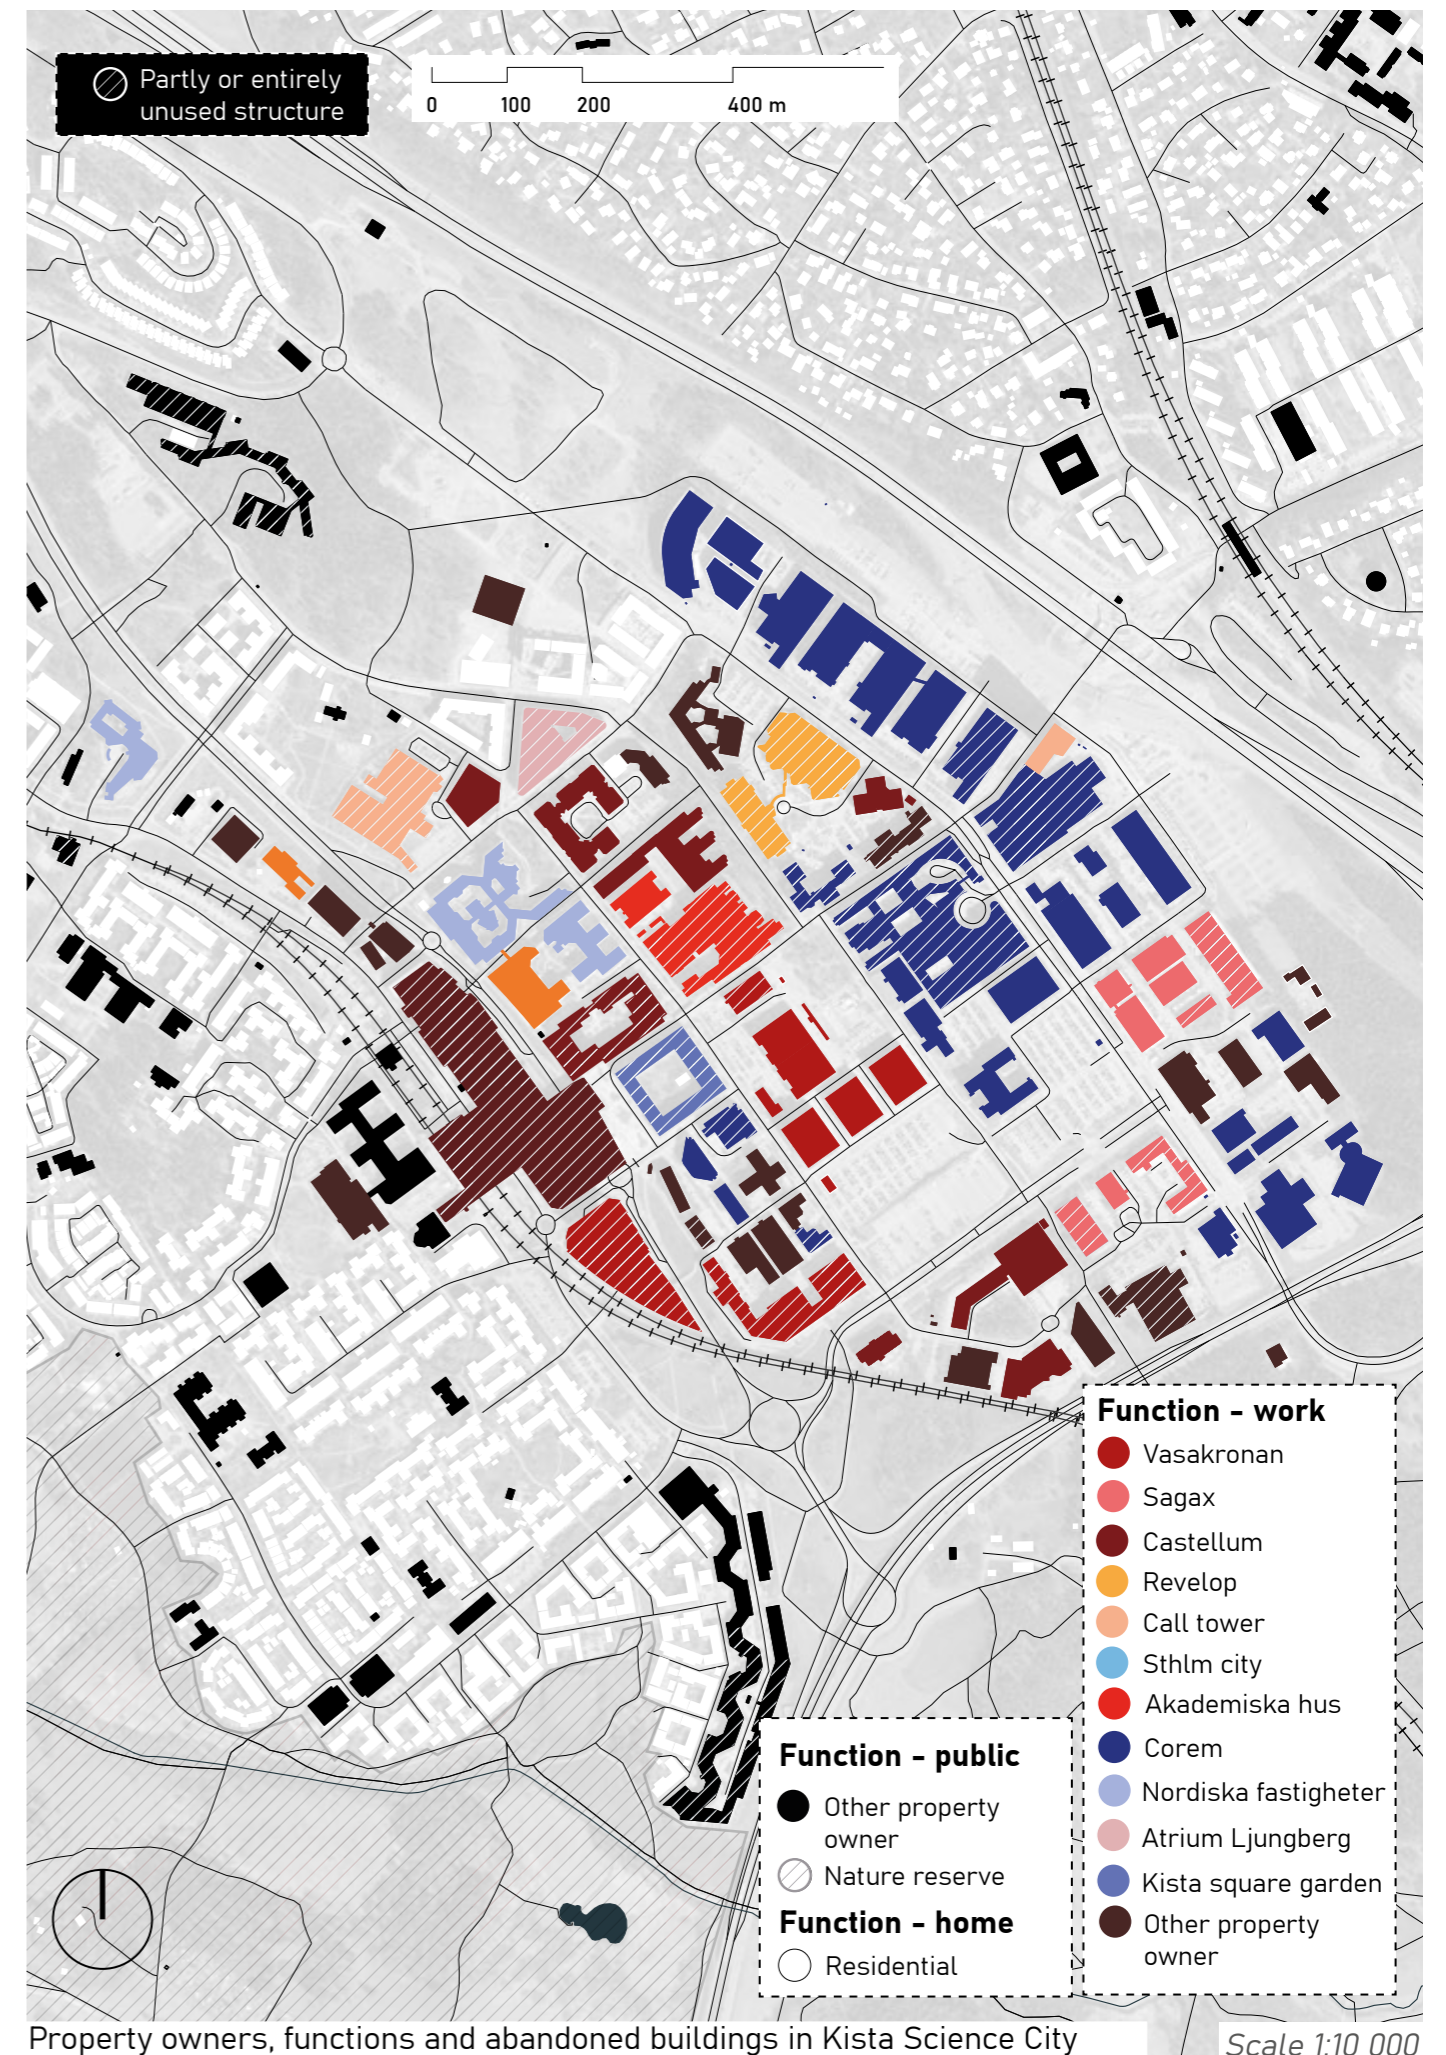 Partly or entirely
unused structure
0 100 200 400 m
Function - work
Vasakronan
Sagax
Castellum
Revelop
Call tower
Sthlm city
Akademiska hus
Corem
Nordiska fastigheter
Atrium Ljungberg
Kista square garden
Other property
owner
Function - public
Other property
owner
Nature reserve
Function - home
Residential
Property owners, functions and abandoned buildings in Kista Science City
Scale 1:10 000